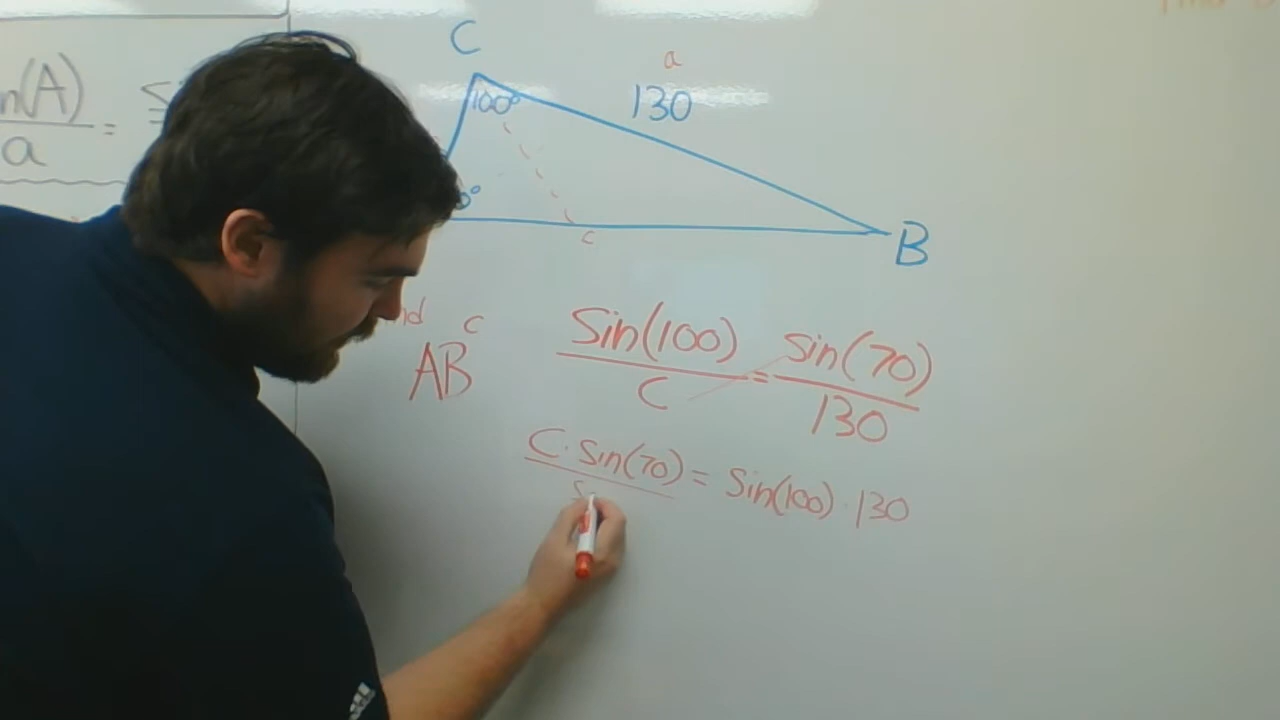 C
a
100° 130
n(A)
a
=
c
B
c
AB
Sin(100)
C
=
Sin(70)
130
C · Sin(70) = Sin(100) · 130
S